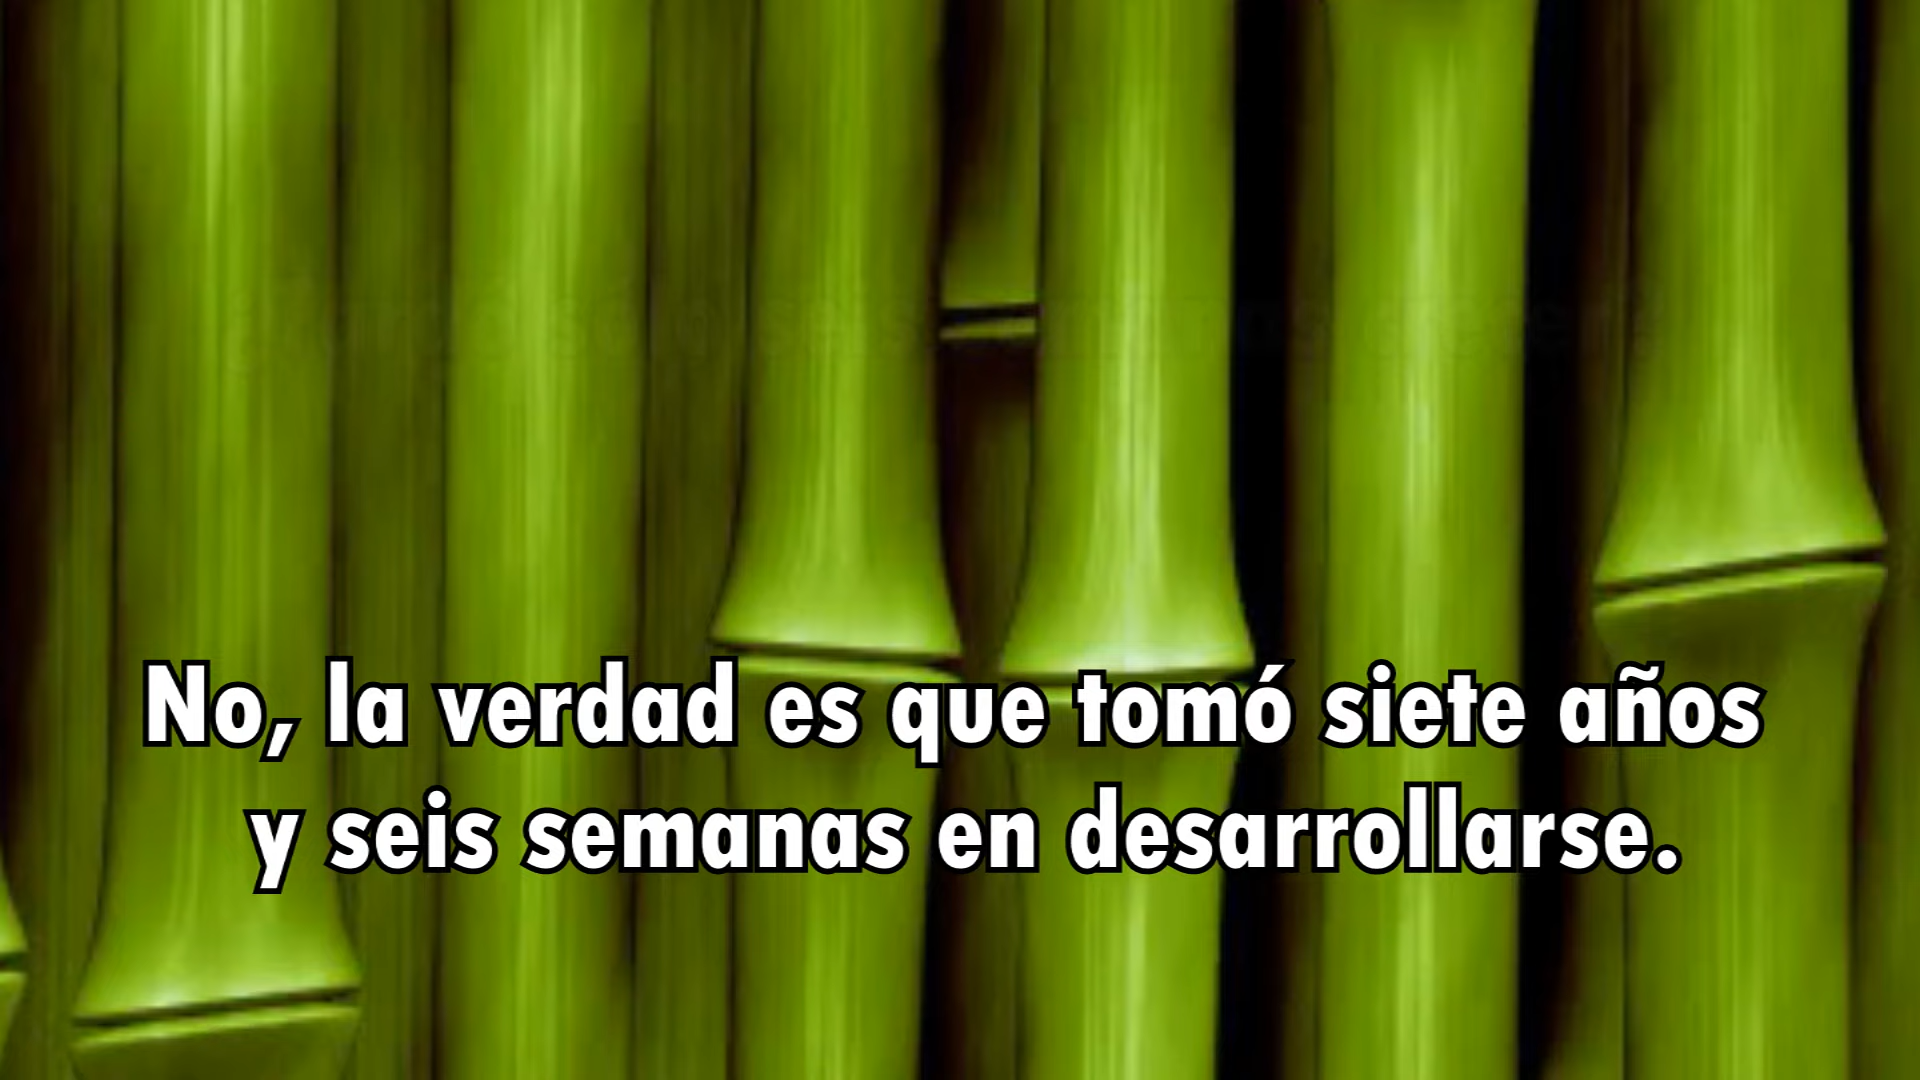 No, la verdad es que tomó siete años
y seis semanas en desarrollarse.